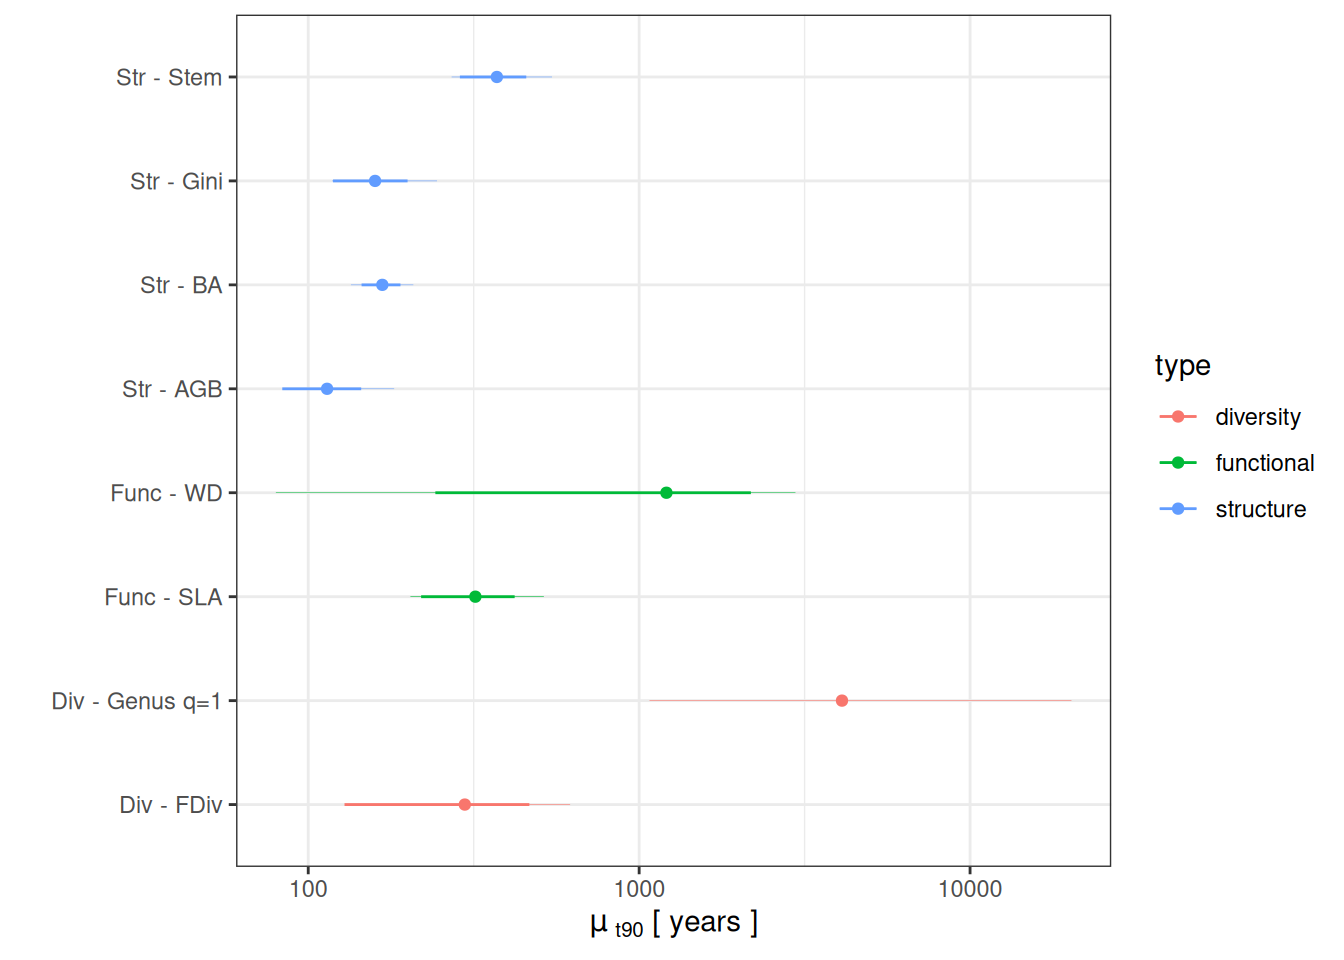 Str - Stem
Str - Gini
Str - BA
Str - AGB
Func - WD
Func - SLA
Div - Genus q=1
Div - FDiv
100 1000 10000
μ t90 [ years ]
type
diversity
functional
structure